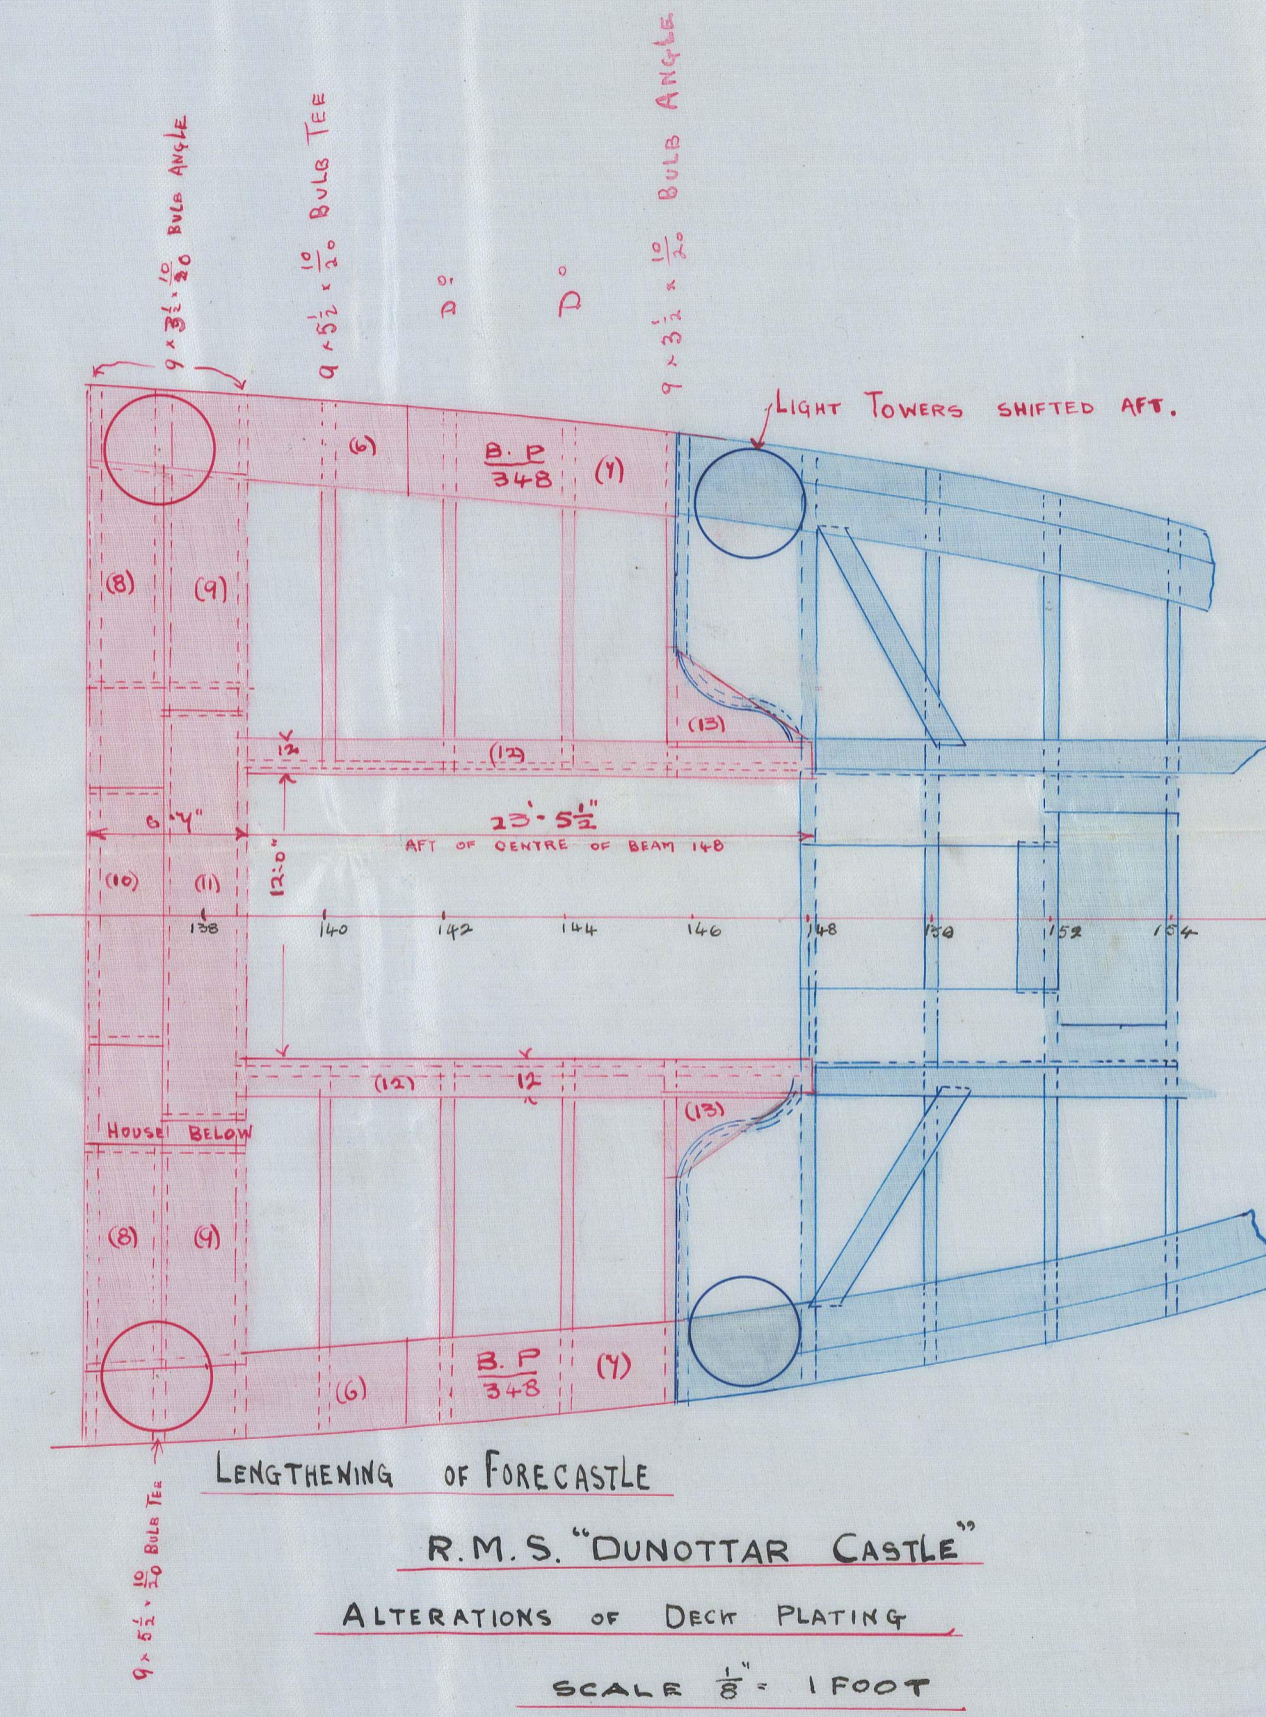 9 × 3½ × 10/20 BULB ANGLE
9 × 5½ × 10/20 BULB TEE
Do.
Do
9 × 3½ × 10/20 BULB ANGLE
LIGHT TOWERS SHIFTED AFT.
(6)
B. P
348
(7)
(8)
(9)
(13)
12
(12)
6'.7"
23'-5½"
AFT OF CENTRE OF BEAM 148
12'.0"
(10)
(11)
138
140
142
144
146
148
150
152
154
(12)
12
(13)
HOUSE BELOW
(8)
(9)
(6)
B. P
348
(7)
9 × 5½ × 10/20 BULB TEE
LENGTHENING OF FORECASTLE
R.M.S. "DUNOTTAR CASTLE"
ALTERATIONS OF DECK PLATING
SCALE ⅛" = 1 FOOT